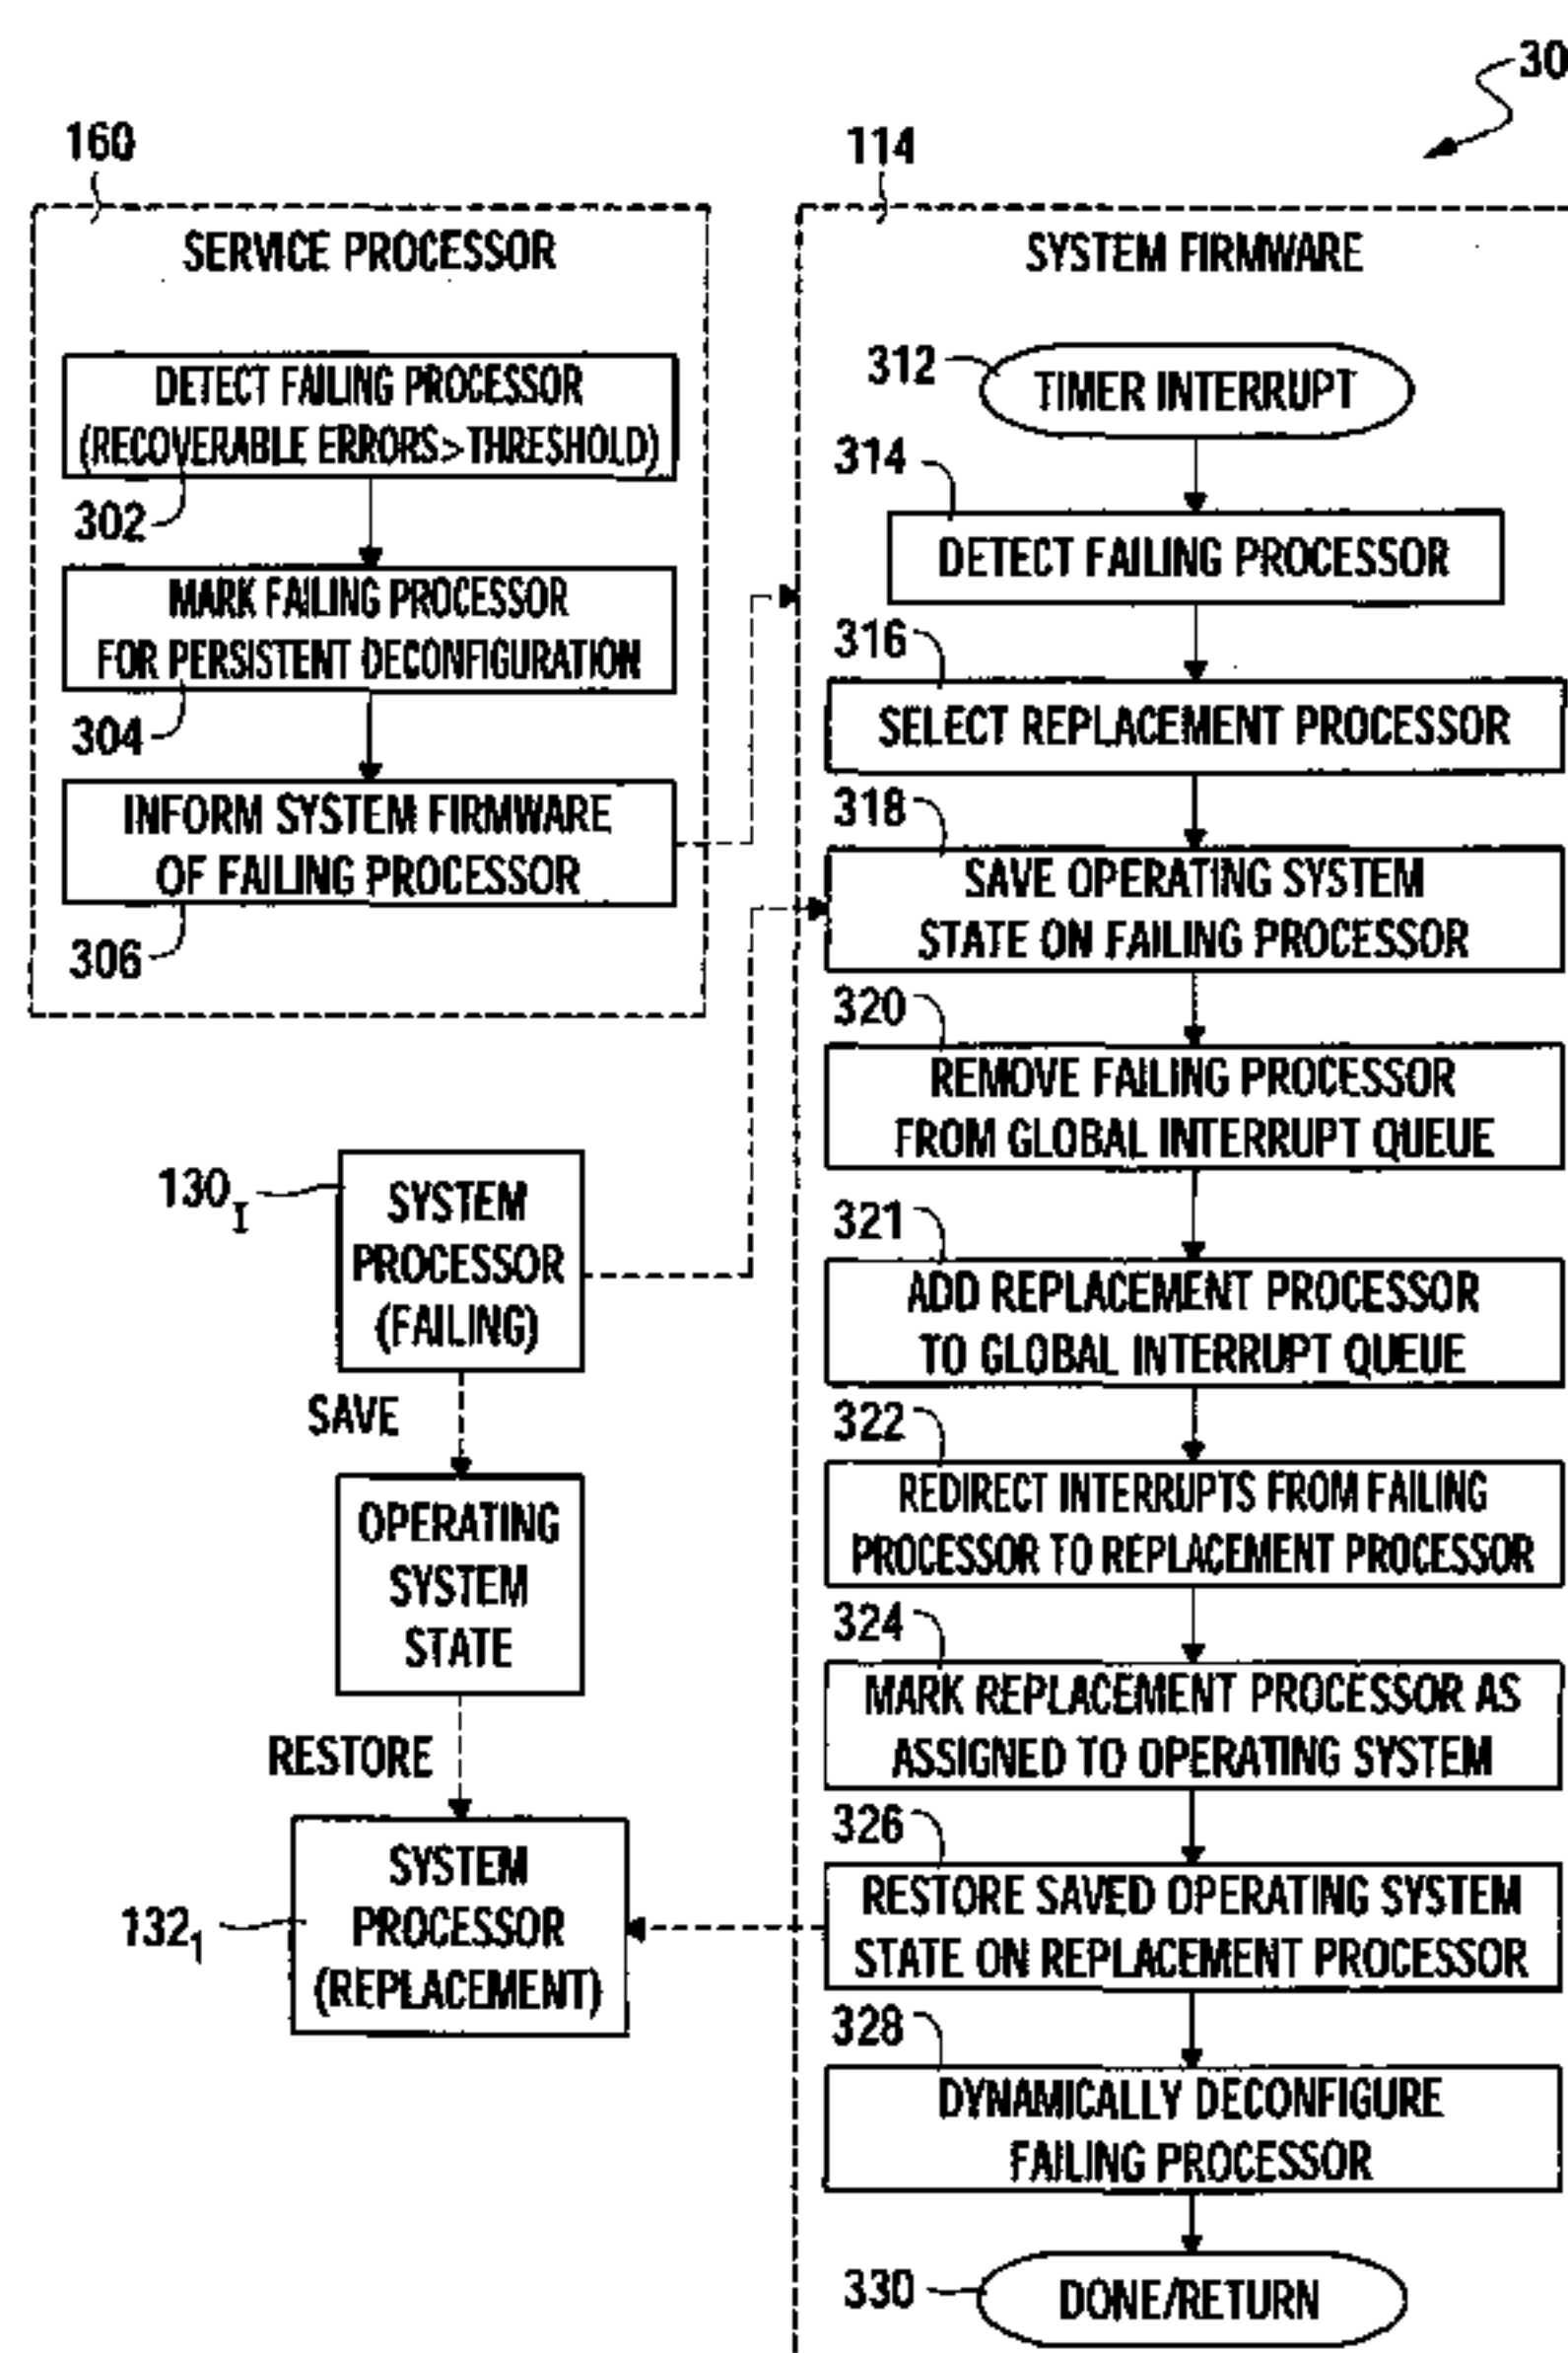 30
160
SERVICE PROCESSOR
DETECT FAILING PROCESSOR
(RECOVERABLE ERRORS>THRESHOLD)
302
MARK FAILING PROCESSOR
FOR PERSISTENT DECONFIGURATION
304
INFORM SYSTEM FIRMWARE
OF FAILING PROCESSOR
306
130I
SYSTEM
PROCESSOR
(FAILING)
SAVE
OPERATING
SYSTEM
STATE
RESTORE
1321
SYSTEM
PROCESSOR
(REPLACEMENT)
114
SYSTEM FIRMWARE
312
TIMER INTERRUPT
314
DETECT FAILING PROCESSOR
316
SELECT REPLACEMENT PROCESSOR
318
SAVE OPERATING SYSTEM
STATE ON FAILING PROCESSOR
320
REMOVE FAILING PROCESSOR
FROM GLOBAL INTERRUPT QUEUE
321
ADD REPLACEMENT PROCESSOR
TO GLOBAL INTERRUPT QUEUE
322
REDIRECT INTERRUPTS FROM FAILING
PROCESSOR TO REPLACEMENT PROCESSOR
324
MARK REPLACEMENT PROCESSOR AS
ASSIGNED TO OPERATING SYSTEM
326
RESTORE SAVED OPERATING SYSTEM
STATE ON REPLACEMENT PROCESSOR
328
DYNAMICALLY DECONFIGURE
FAILING PROCESSOR
330
DONE/RETURN